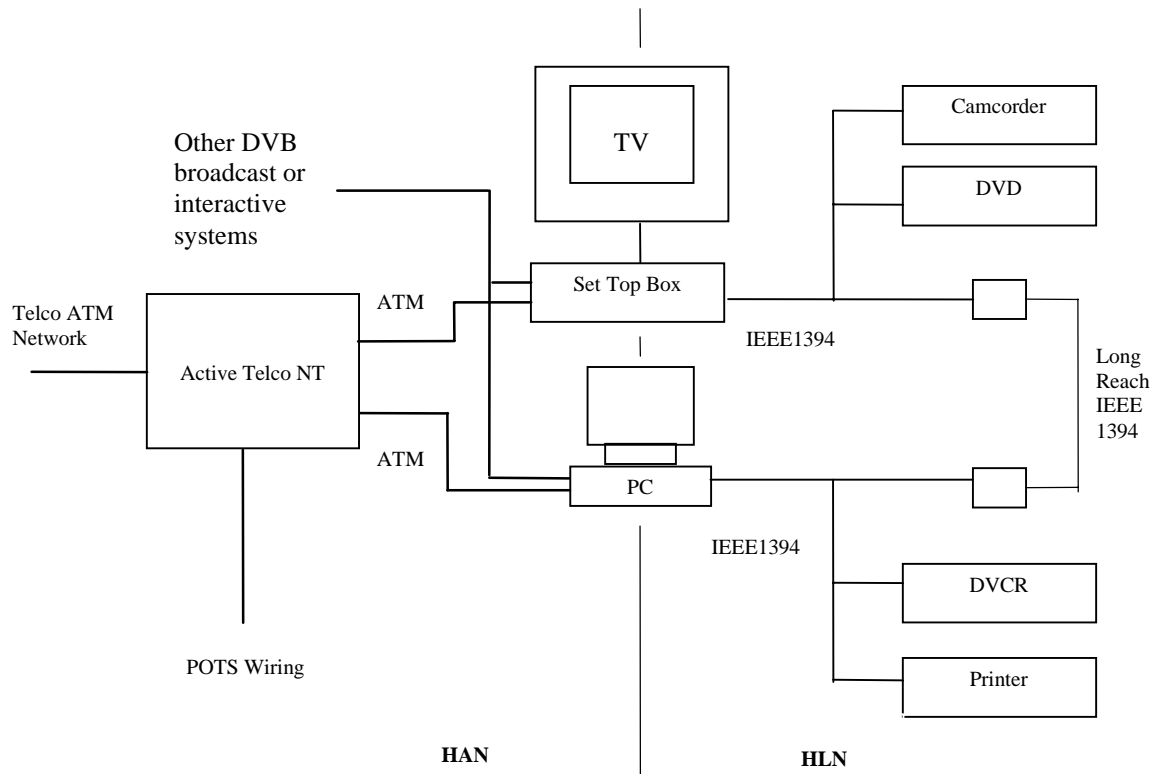 Other DVB
broadcast or
interactive
systems
TV
Camcorder
DVD
Set Top Box
Telco ATM
Network
ATM
Active Telco NT
IEEE1394
Long
Reach
IEEE
1394
ATM
PC
IEEE1394
DVCR
POTS Wiring
Printer
HAN
HLN